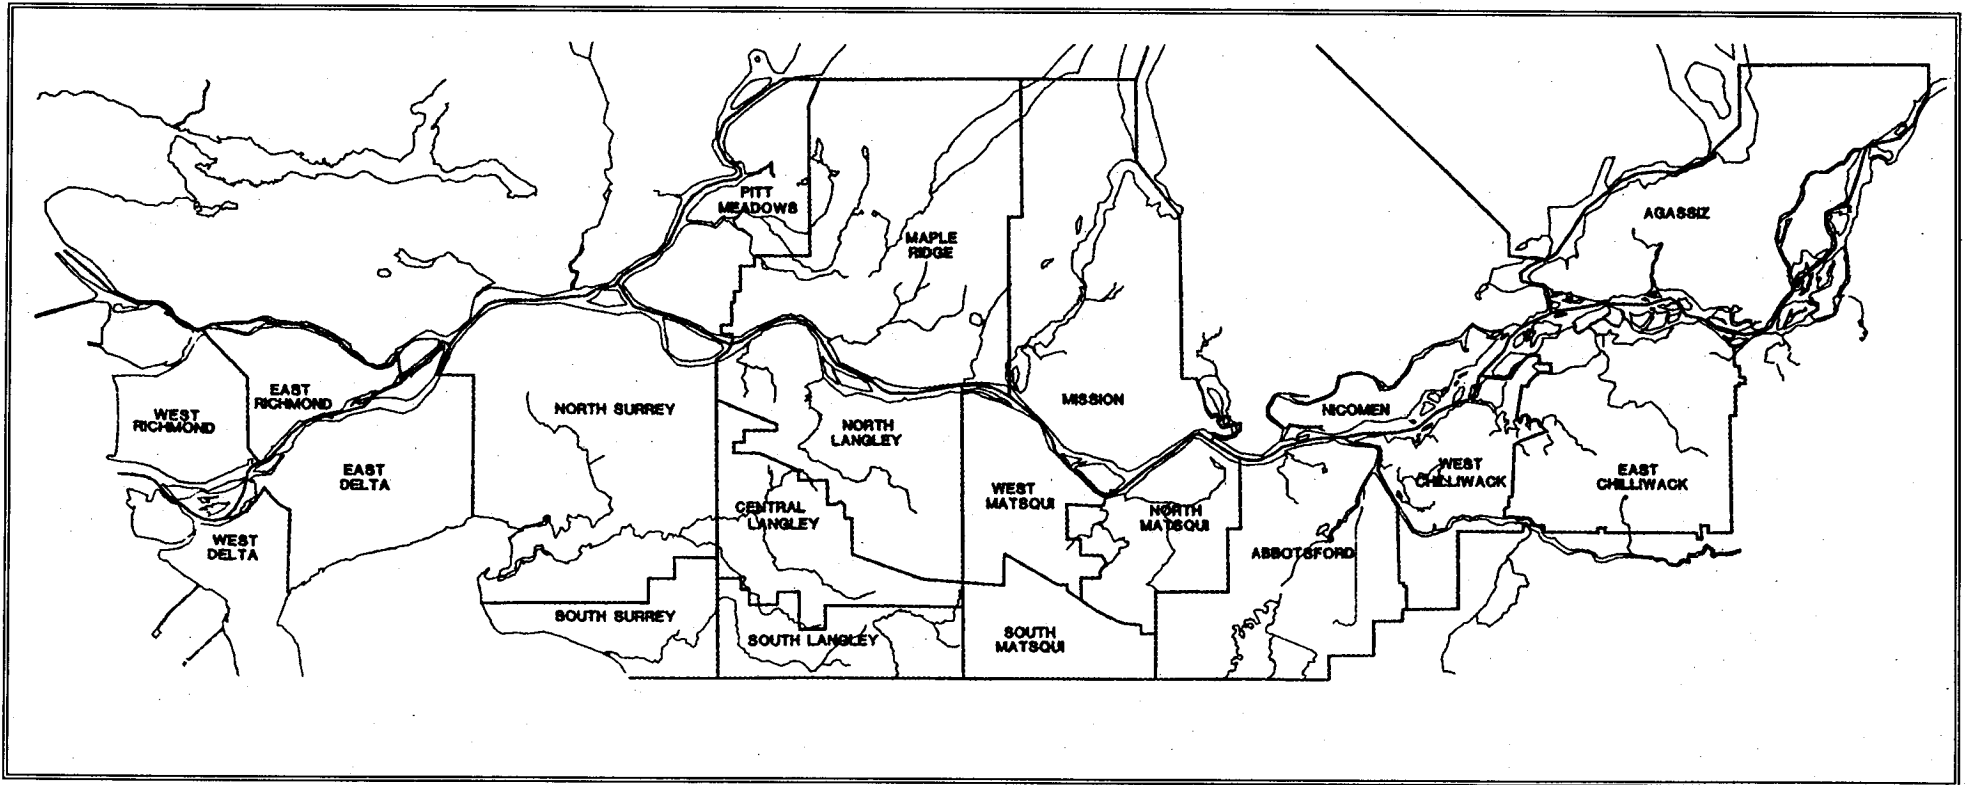 PITT
MEADOWS
MAPLE
RIDGE
AGASSIZ
WEST
RICHMOND
EAST
RICHMOND
NORTH SURREY
NORTH
LANGLEY
MISSION
NICOMEN
EAST
DELTA
WEST
DELTA
CENTRAL
LANGLEY
WEST
MATSQUI
NORTH
MATSQUI
ABBOTSFORD
WEST
CHILLIWACK
EAST
CHILLIWACK
SOUTH SURREY
SOUTH LANGLEY
SOUTH
MATSQUI